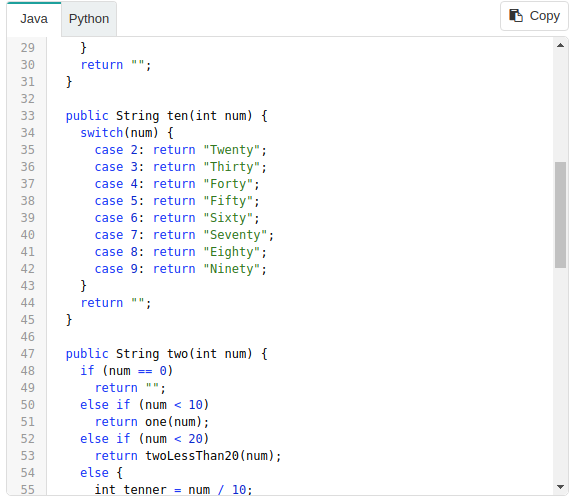 Java Python Copy
29 }
30 return "";
31 }
32
33 public String ten(int num) {
34 switch(num) {
35 case 2: return "Twenty";
36 case 3: return "Thirty";
37 case 4: return "Forty";
38 case 5: return "Fifty";
39 case 6: return "Sixty";
40 case 7: return "Seventy";
41 case 8: return "Eighty";
42 case 9: return "Ninety";
43 }
44 return "";
45 }
46
47 public String two(int num) {
48 if (num == 0)
49 return "";
50 else if (num < 10)
51 return one(num);
52 else if (num < 20)
53 return twoLessThan20(num);
54 else {
55 int tenner = num / 10;